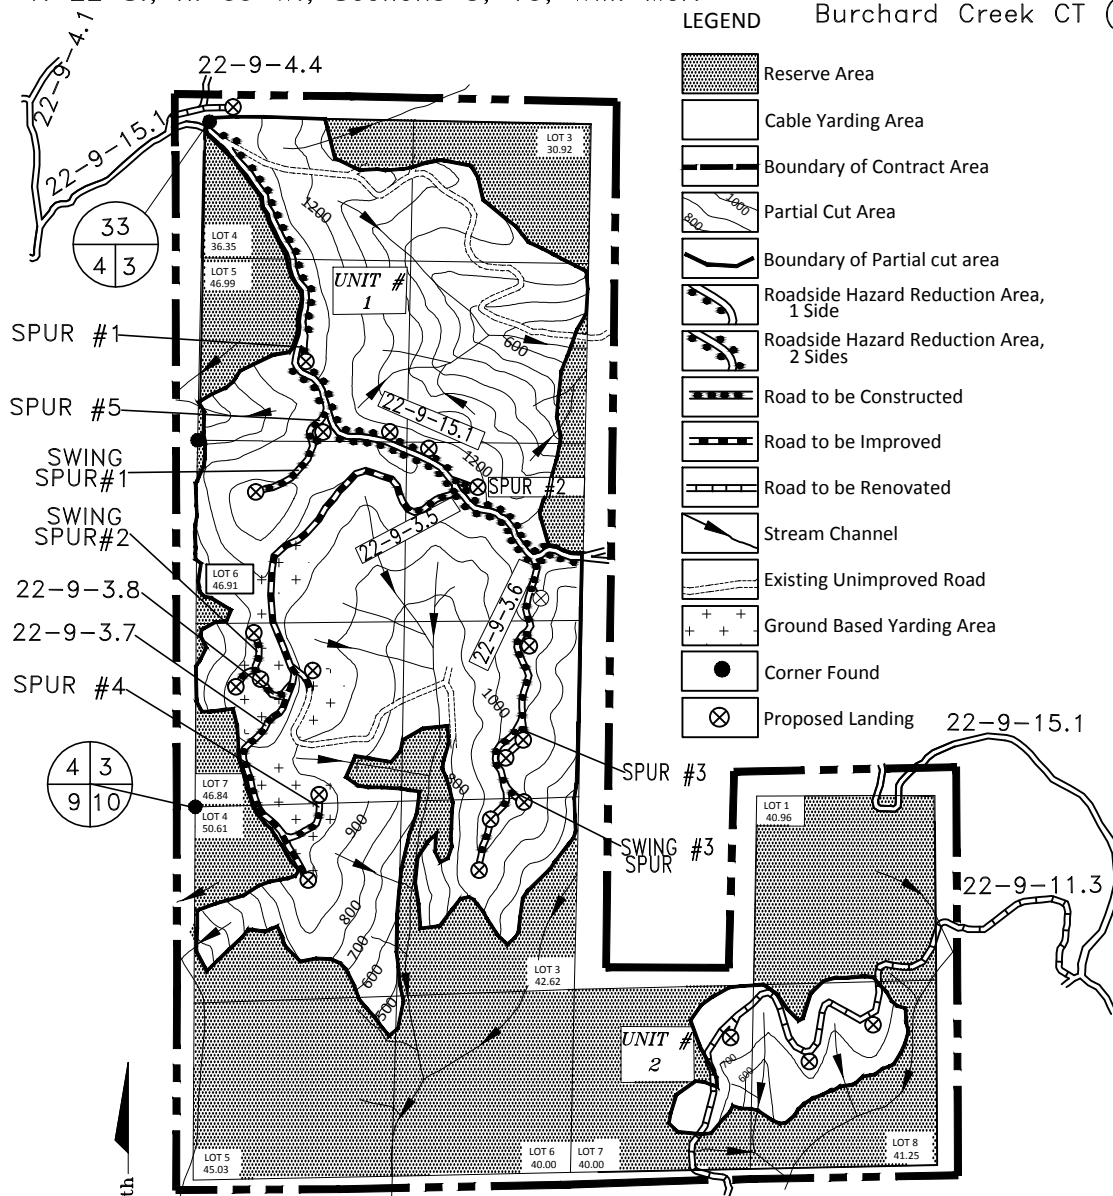 Burchard Creek CT (
LEGEND
Reserve Area
Cable Yarding Area
Boundary of Contract Area
1000
800
Partial Cut Area
Boundary of Partial cut area
Roadside Hazard Reduction Area,
1 Side
Roadside Hazard Reduction Area,
2 Sides
Road to be Constructed
Road to be Improved
Road to be Renovated
Stream Channel
Existing Unimproved Road
Ground Based Yarding Area
Corner Found
Proposed Landing
22-9-4.1
22-9-4.4
22-9-15.1
33
4 3
LOT 3
30.92
1200
LOT 4
36.35
LOT 5
46.99
UNIT #
1
600
SPUR #1
SPUR #5
22-9-15.1
1200
SWING
SPUR#1
SPUR #2
SWING
SPUR#2
22-9-3.5
LOT 6
46.91
22-9-3.8
22-9-3.6
22-9-3.7
SPUR #4
1000
4 3
9 10
LOT 7
46.84
LOT 4
50.61
800
SPUR #3
900
SWING #3
SPUR
800
700
600
500
LOT 3
42.62
22-9-15.1
LOT 1
40.96
22-9-11.3
UNIT #
2
700
600
LOT 5
45.03
LOT 6
40.00
LOT 7
40.00
LOT 8
41.25
th